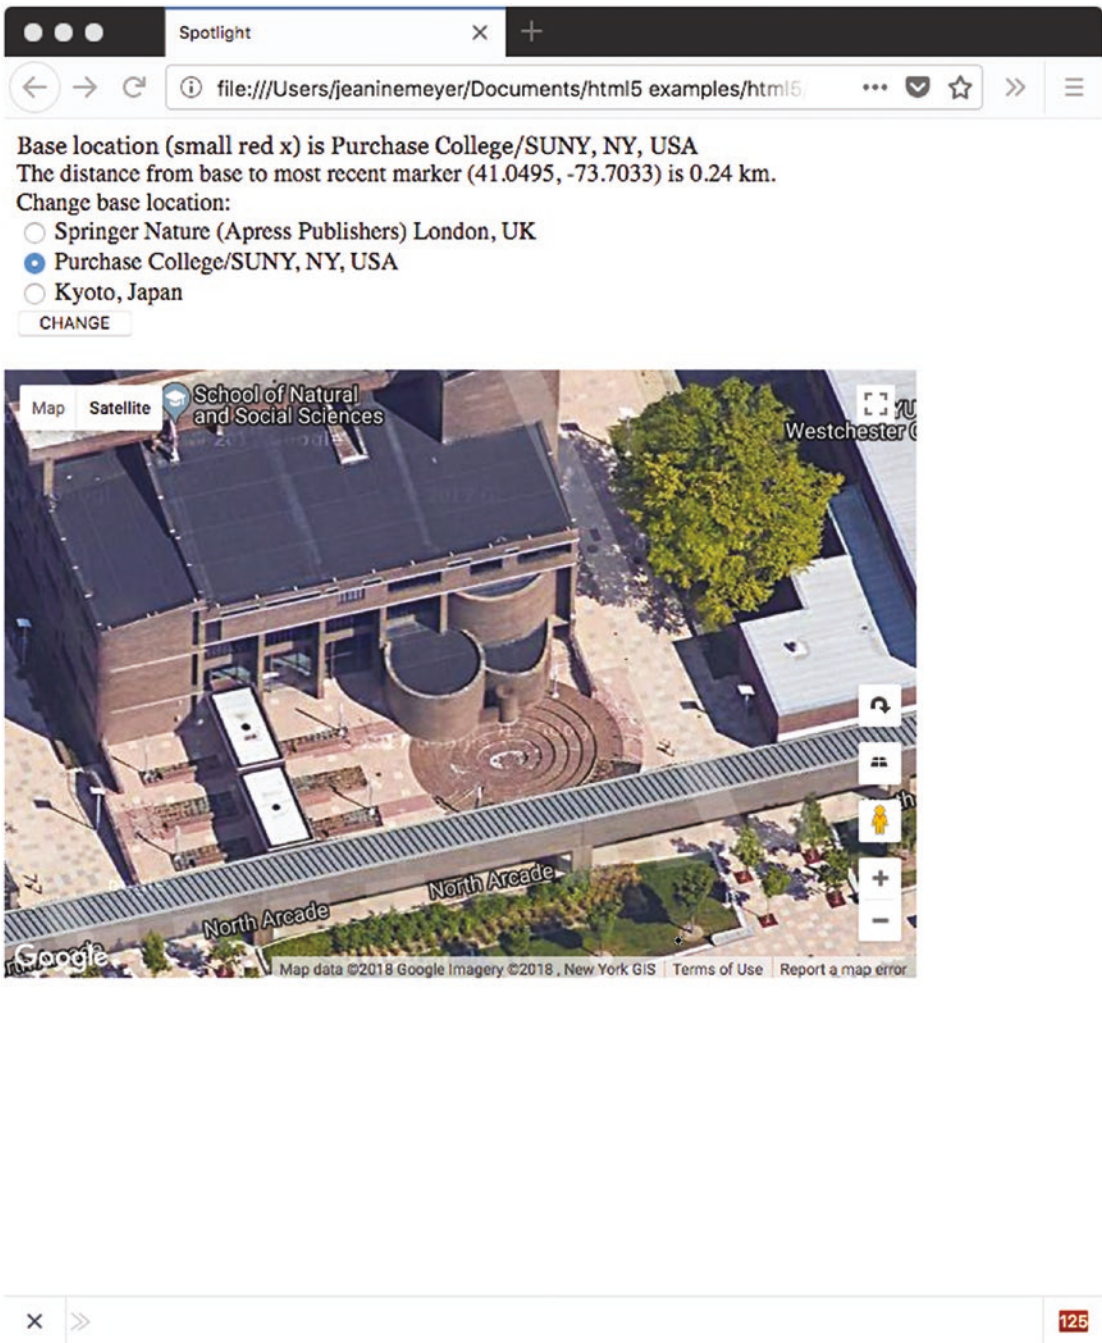 Spotlight
file:///Users/jeaninemeyer/Documents/html5 examples/html5/
Base location (small red x) is Purchase College/SUNY, NY, USA
The distance from base to most recent marker (41.0495, -73.7033) is 0.24 km.
Change base location:
Springer Nature (Apress Publishers) London, UK
Purchase College/SUNY, NY, USA
Kyoto, Japan
CHANGE
Map Satellite
School of Natural
and Social Sciences
Westchester
North Arcade
North Arcade
Google
Map data ©2018 Google Imagery ©2018 , New York GIS Terms of Use Report a map error
125